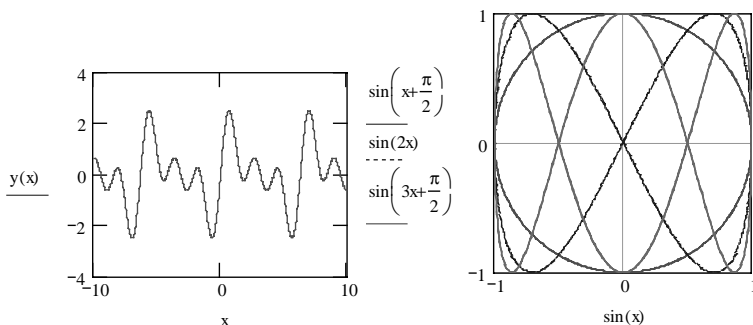 4
2
0
−2
−4
−10
0
10
y(x)
x
sin(x+π/2)
sin(2x)
sin(3x+π/2)
1
0
−1
−1
0
1
sin(x)